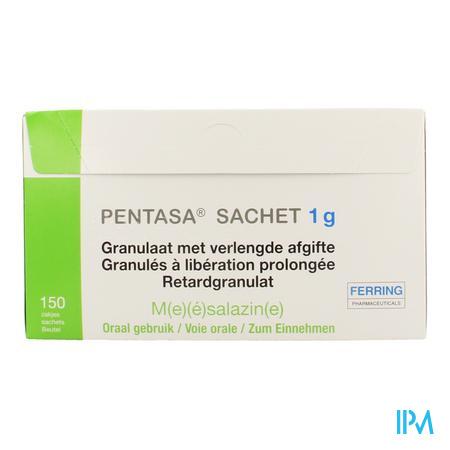 PENTASA® SACHET 1 g
Granulaat met verlengde afgifte
Granulés à libération prolongée
Retardgranulat
M(e)(é)salazin(e)
Oraal gebruik / Voie orale / Zum Einnehmen
150
zakjes
sachets
Beutel
FERRING
PHARMACEUTICALS
IPM